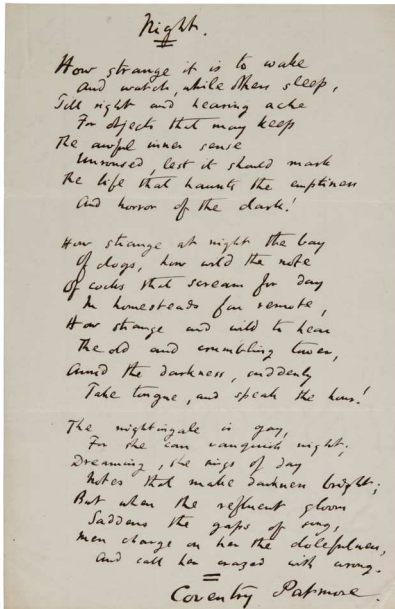 Night.
How strange it is to wake
And watch, while others sleep,
Till sight and hearing ache
For objects that may keep
The awful inner sense
Unroused, lest it should mark
The life that haunts the emptiness
And horror of the dark!
How strange at night the bay
Of dogs, how wild the note
Of cocks that scream for day
In homesteads far remote,
How strange and wild to hear
The old and crumbling tower,
Amid the darkness, suddenly
Take tongue, and speak the hour!
The nightingale is gay,
For she can vanquish night;
Dreaming, she sings of day
Notes that make darkness bright;
But when the refluent gloom
Saddens the gaps of song,
Men charge on her the dolefulness,
And call her crazed with wrong.
Coventry Patmore.